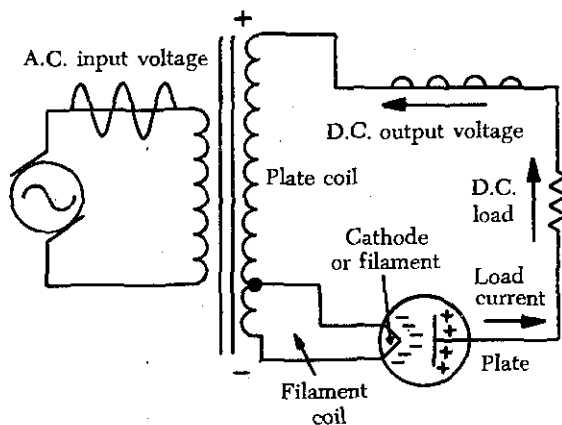 +
A.C. input voltage
D.C. output voltage
Plate coil
D.C.
load
Cathode
or filament
Load
current
− − − − −
+ + + + + +
Plate
−
Filament
coil